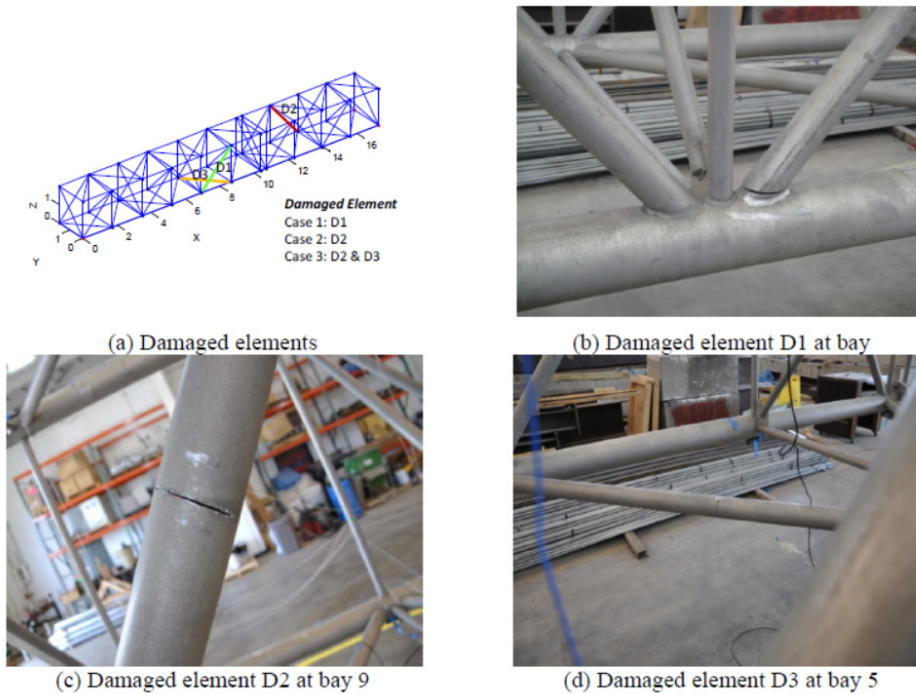 D2
D1
D3
Z
1
0
1
0
0
2
4
6
8
10
12
14
16
X
Y
Damaged Element
Case 1: D1
Case 2: D2
Case 3: D2 & D3
(a) Damaged elements
(b) Damaged element D1 at bay
(c) Damaged element D2 at bay 9
(d) Damaged element D3 at bay 5